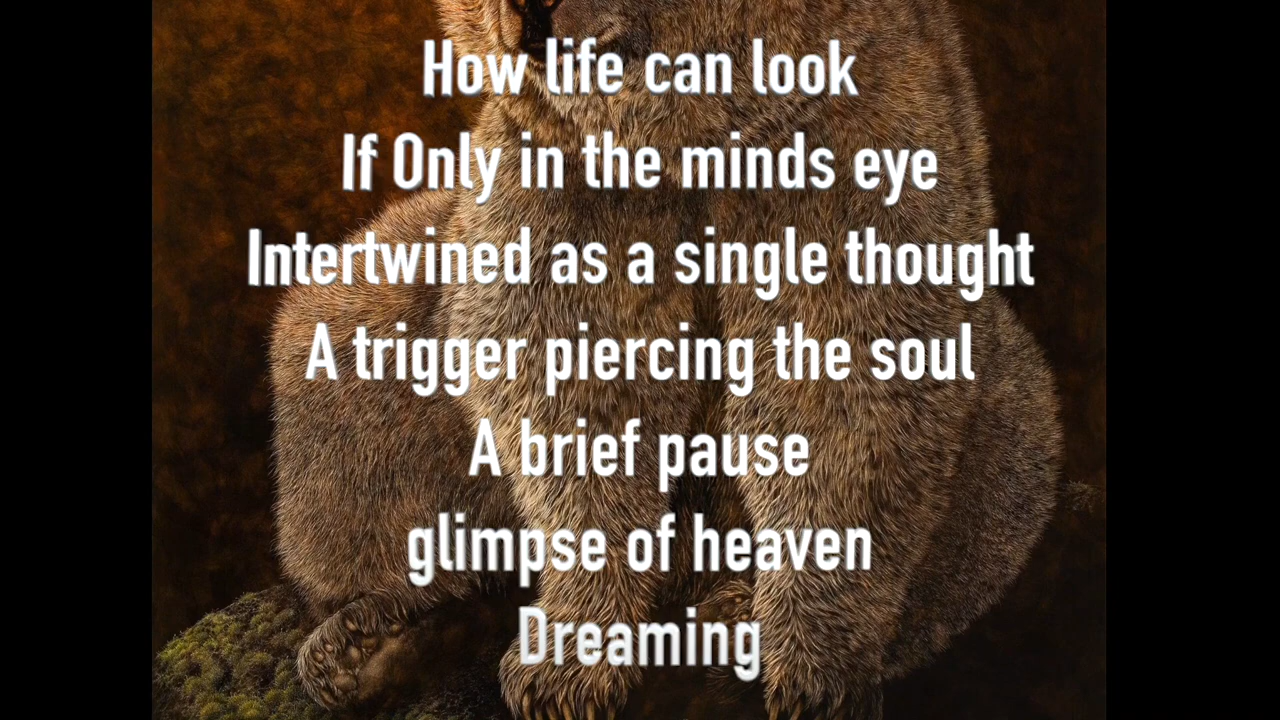 How life can look
If Only in the minds eye
Intertwined as a single thought
A trigger piercing the soul
A brief pause
glimpse of heaven
Dreaming